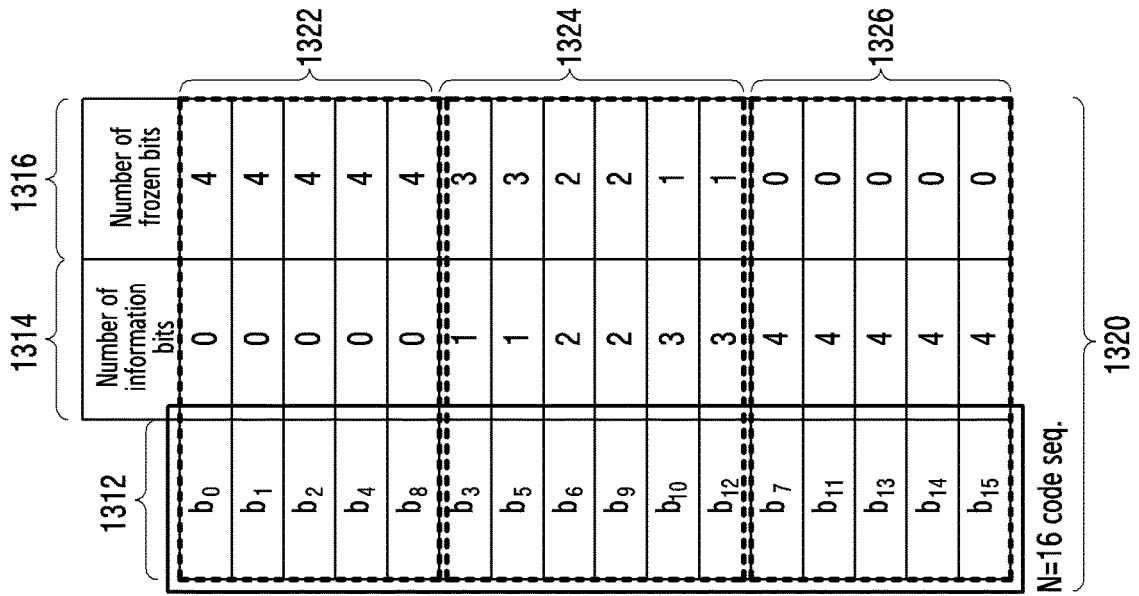 1312
1314
1316
Number of
information
bits
Number of
frozen bits
b0 0 4
b1 0 4
b2 0 4
b4 0 4
b8 0 4
b3 1 3
b5 1 3
b6 2 2
b9 2 2
b10 3 1
b12 3 1
b7 4 0
b11 4 0
b13 4 0
b14 4 0
b15 4 0
1322
1324
1326
N=16 code seq.
1320